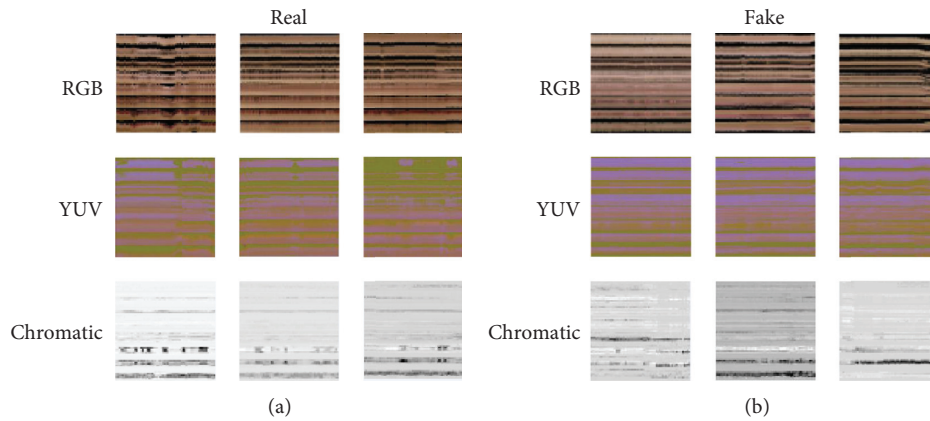 Real
Fake
RGB
RGB
YUV
YUV
Chromatic
Chromatic
(a)
(b)